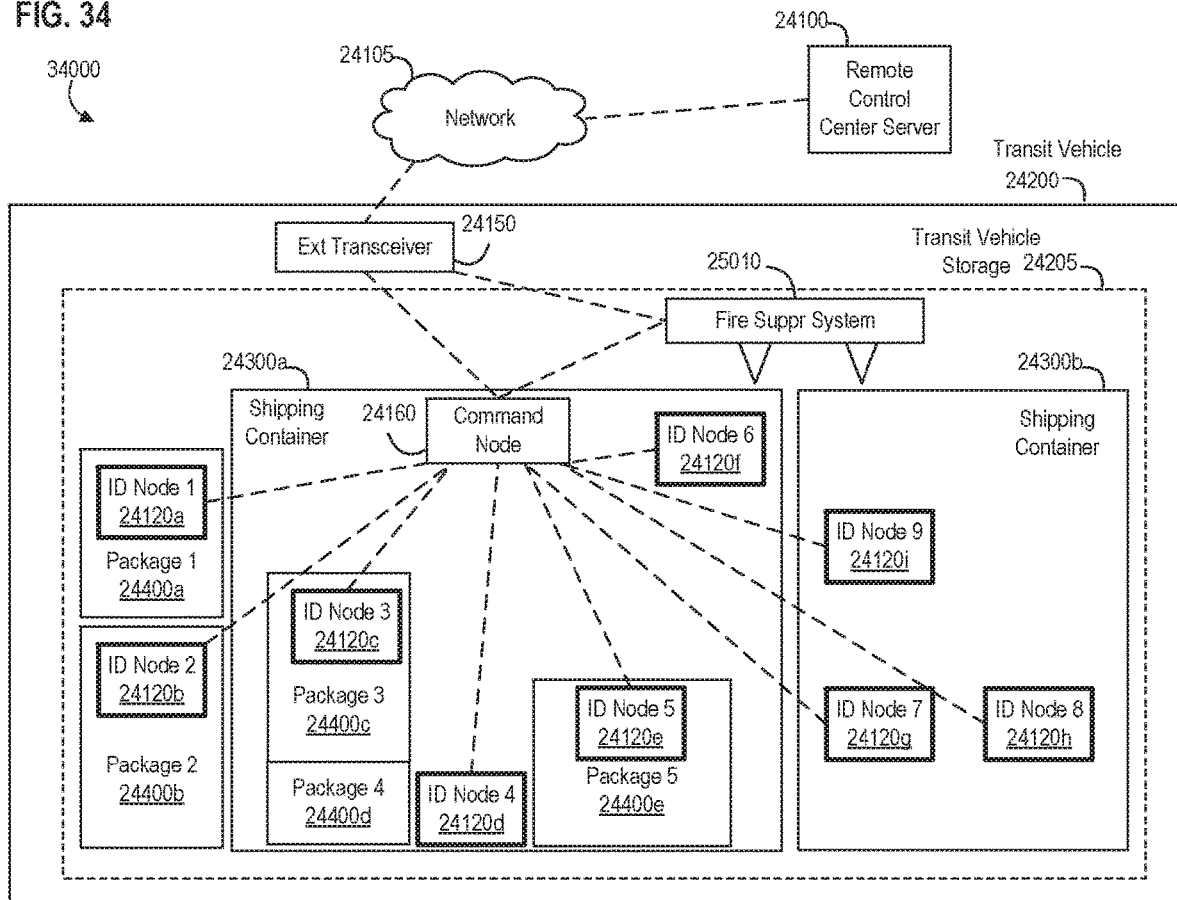 FIG. 34
34000
24105
Network
24100
Remote
Control
Center Server
Transit Vehicle
24200
Ext Transceiver
24150
Transit Vehicle
Storage 24205
25010
Fire Suppr System
24300a
Shipping
Container
24160
Command
Node
24300b
Shipping
Container
ID Node 6
24120f
ID Node 1
24120a
Package 1
24400a
ID Node 9
24120i
ID Node 3
24120c
Package 3
24400c
ID Node 2
24120b
Package 2
24400b
ID Node 5
24120e
Package 5
24400e
ID Node 7
24120g
ID Node 8
24120h
Package 4
24400d
ID Node 4
24120d